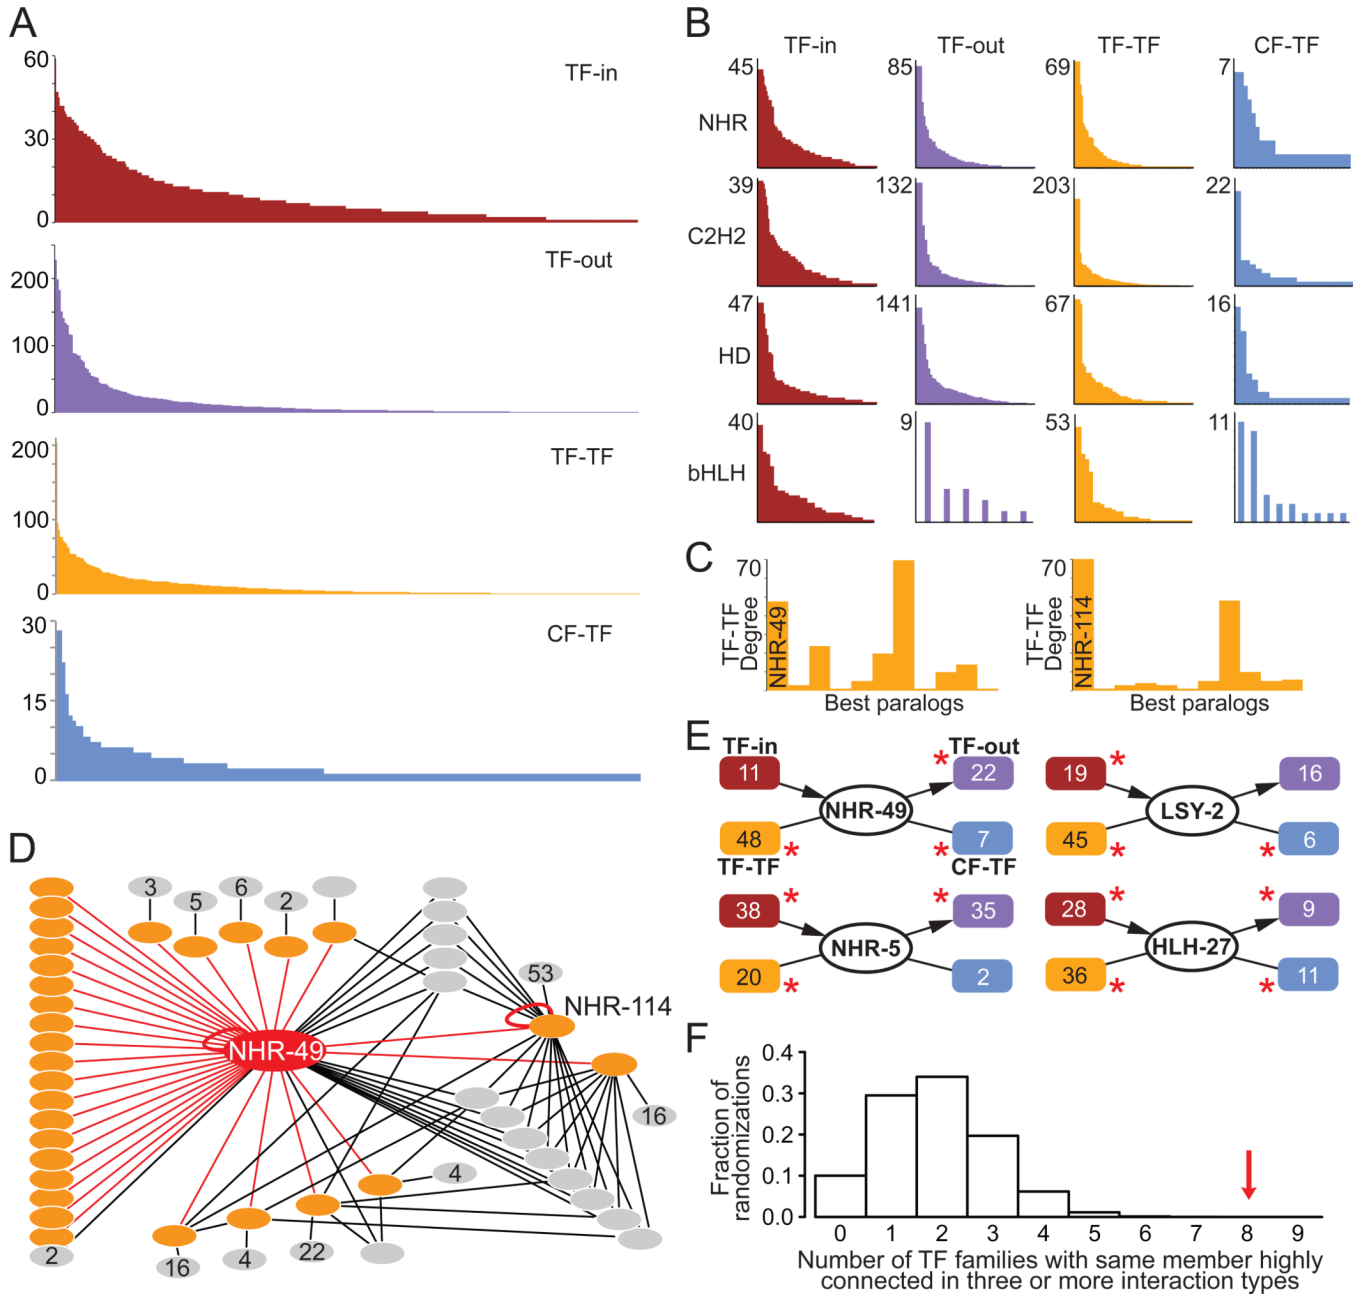 A
60
TF-in
30
0
TF-out
200
100
0
200
TF-TF
100
0
30
CF-TF
15
0
B
TF-in TF-out TF-TF CF-TF
45 85 69 7
NHR
39 132 203 22
C2H2
47 141 67 16
HD
40 9 53 11
bHLH
C
70 70
TF-TF
Degree
NHR-49
TF-TF
Degree
NHR-114
Best paralogs Best paralogs
D
3 5 6 2
53
NHR-114
NHR-49
16
4
2 16 4 22
E
TF-in * TF-out
11 22
NHR-49
48 7
* *
TF-TF CF-TF
19 * 16
LSY-2
45 6
* *
38 * * 35
NHR-5
20 2
*
28 * * 9
HLH-27
36 11
* *
F
Fraction of
randomizations
0.4
0.3
0.2
0.1
0.0
0 1 2 3 4 5 6 7 8 9
Number of TF families with same member highly
connected in three or more interaction types